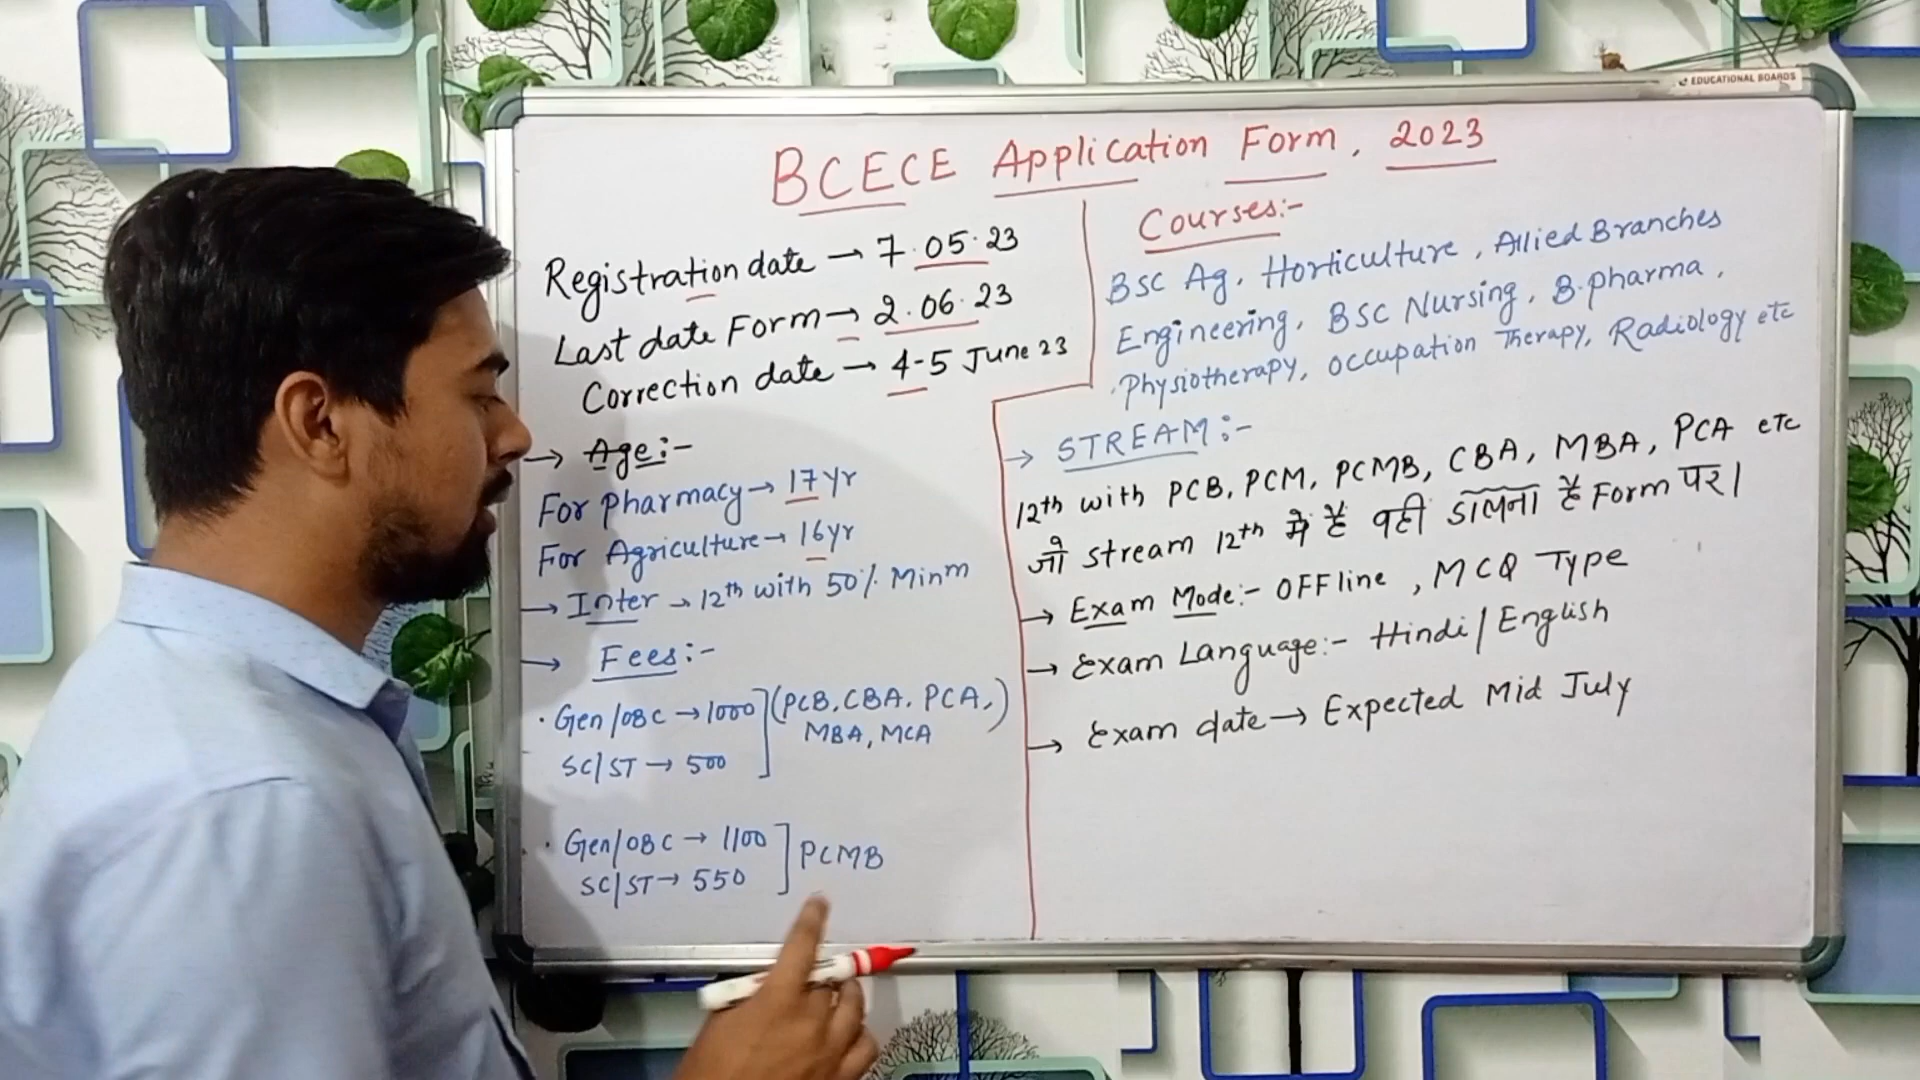 EDUCATIONAL BOARDS
BCECE Application Form, 2023
Registration date → 7.05.23
Last date Form → 2.06.23
Correction date → 4-5 June 23
→ Age:-
For Pharmacy → 17 yr
For Agriculture → 16 yr
→ Inter → 12th with 50% Minm
→ Fees:-
· Gen/OBC → 1000 ] (PCB, CBA, PCA,)
MBA, MCA
SC/ST → 500
· Gen/OBC → 1100 ] PCMB
SC/ST → 550
Courses:-
BSC Ag, Horticulture, Allied Branches
Engineering, BSC Nursing, B.pharma,
Physiotherapy, occupation Therapy, Radiology etc
→ STREAM:-
12th with PCB, PCM, PCMB, CBA, MBA, PCA etc
जो stream 12th में है वही डालना है Form पर।
→ Exam Mode:- OFFline, MCQ Type
→ Exam Language:- Hindi/English
→ Exam date → Expected Mid July